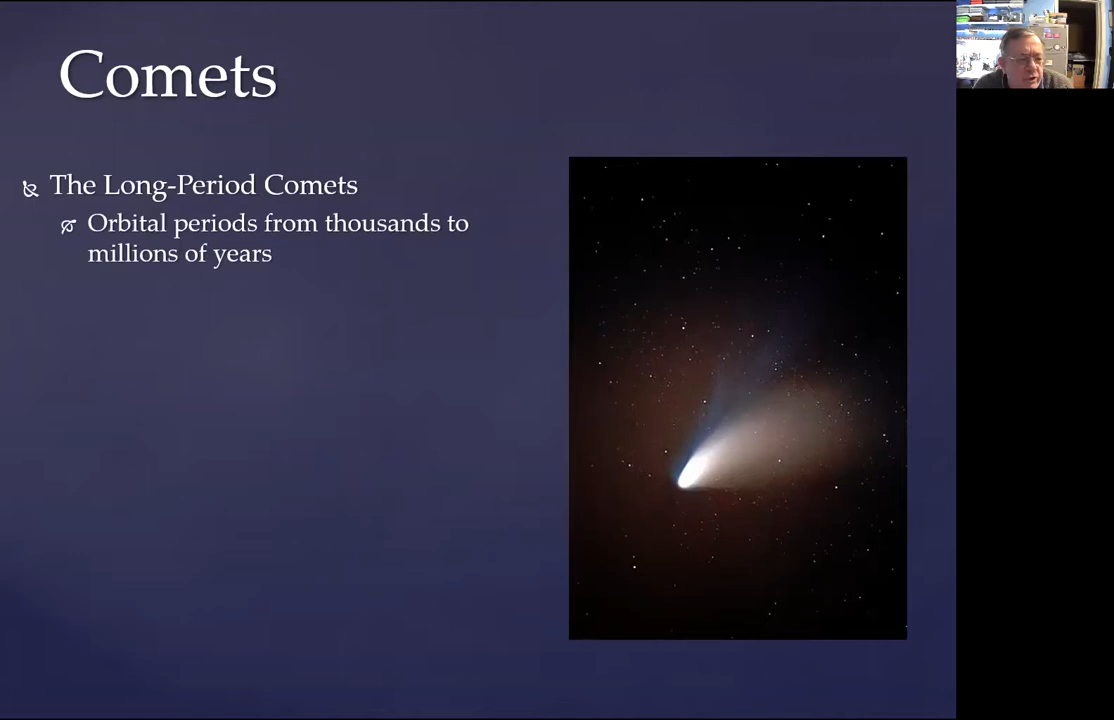 Comets
The Long-Period Comets
Orbital periods from thousands to
millions of years